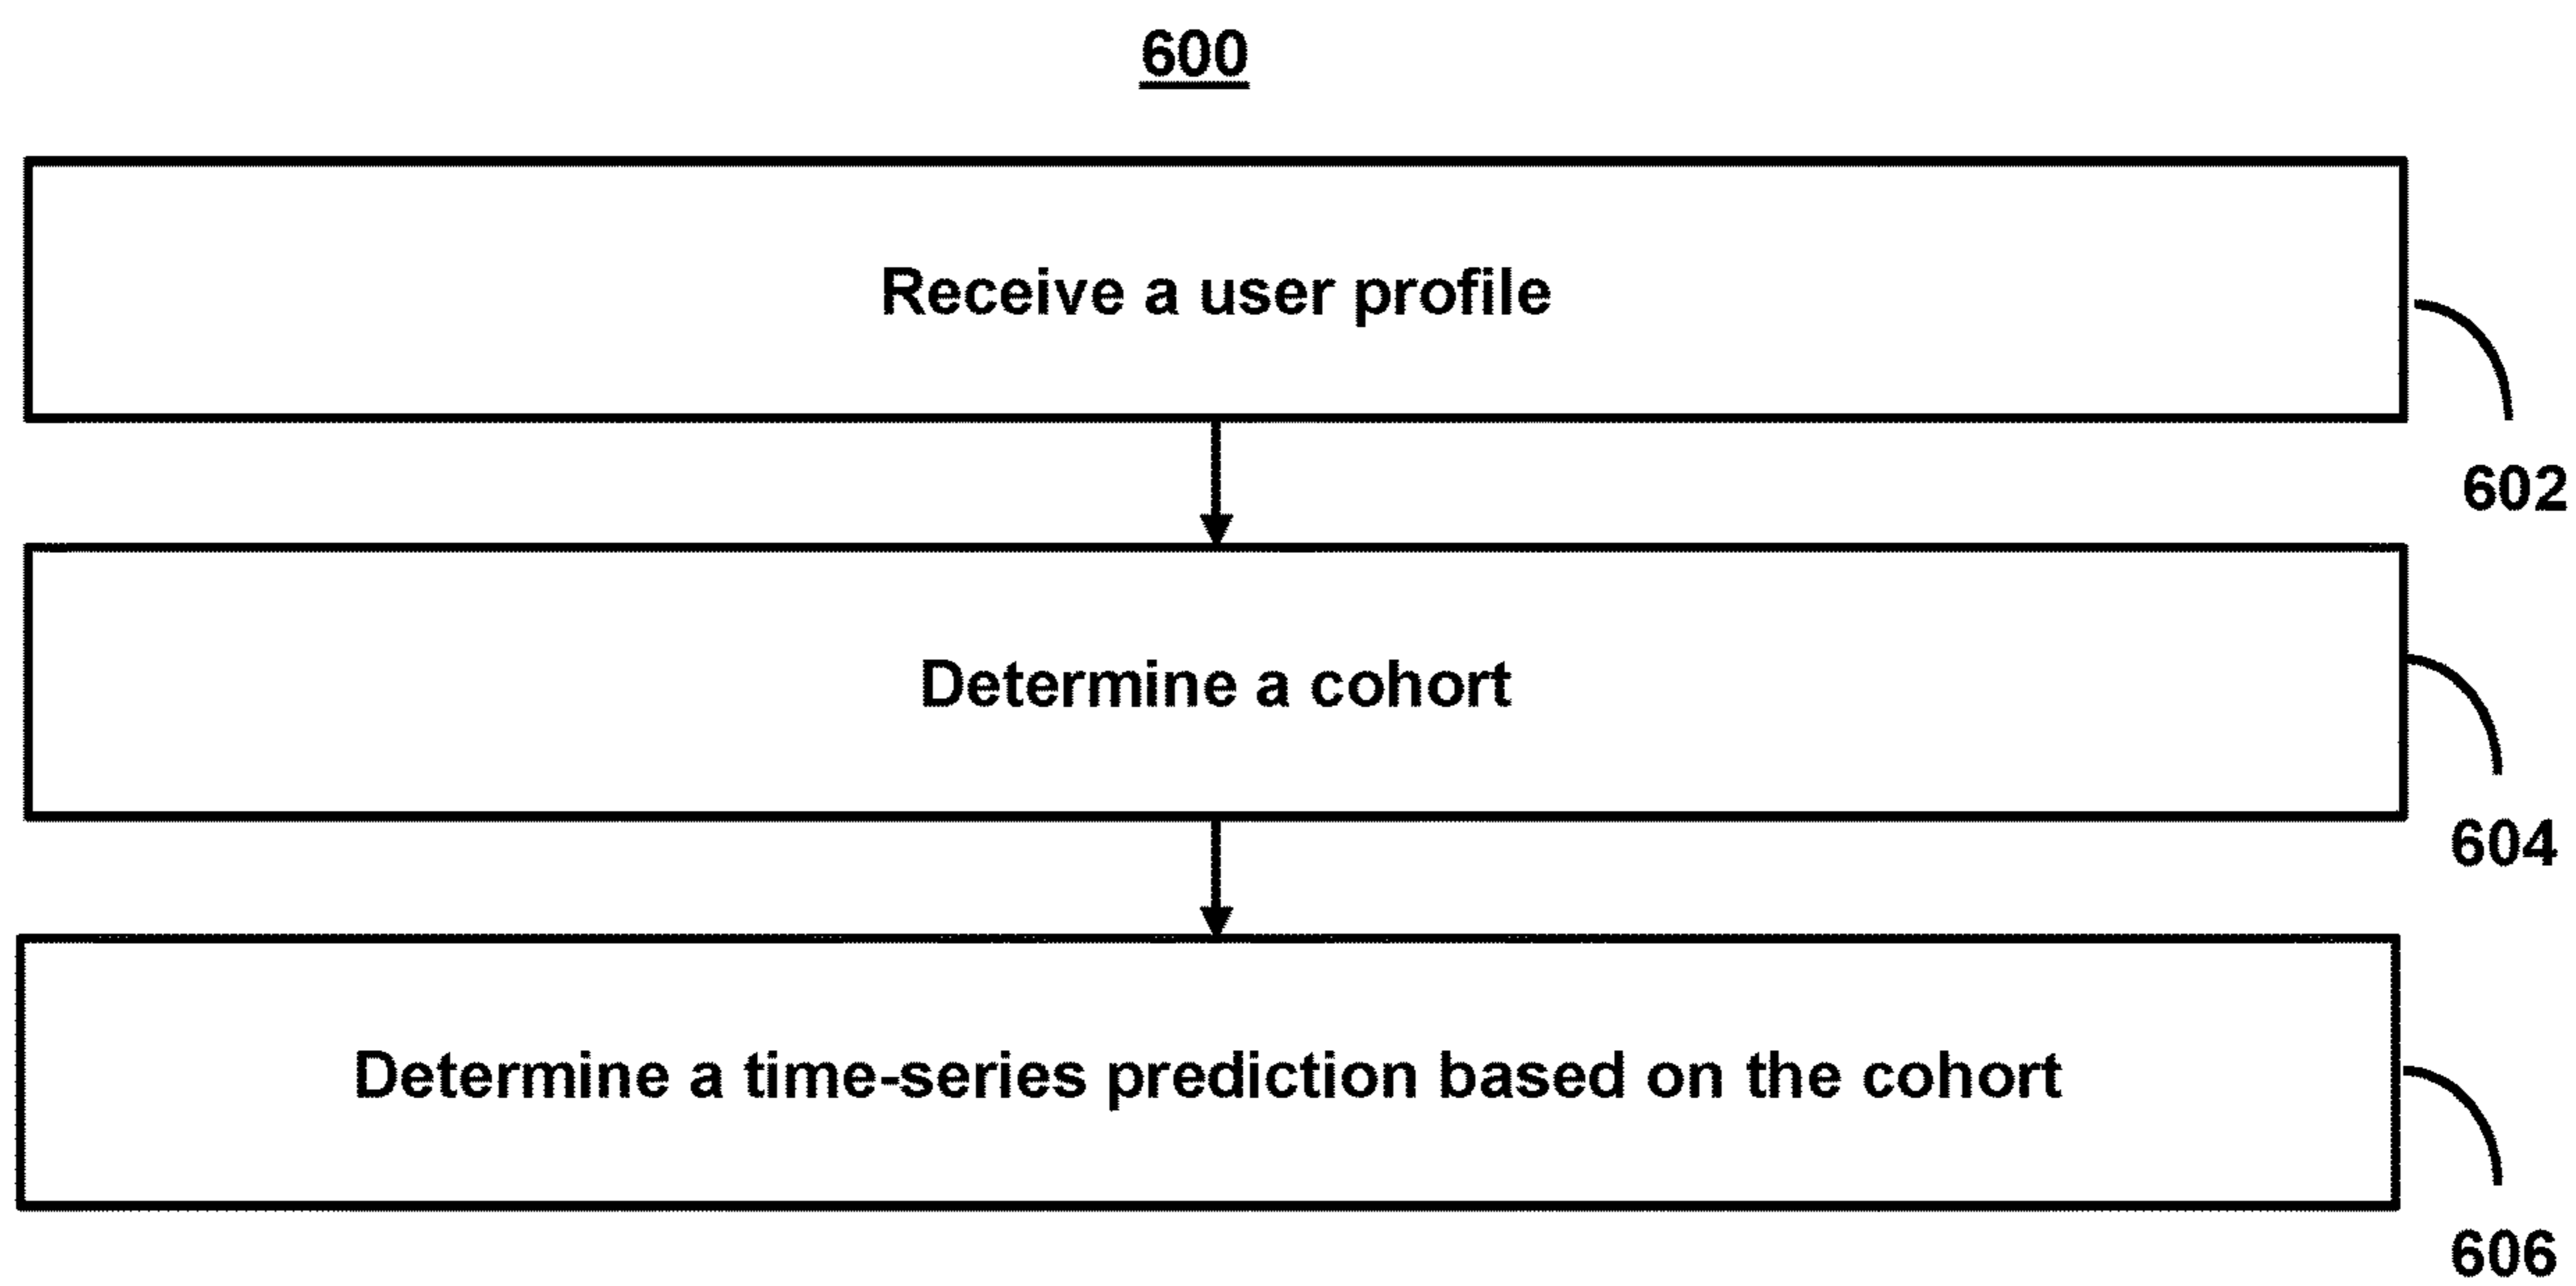 600
Receive a user profile
602
Determine a cohort
604
Determine a time-series prediction based on the cohort
606